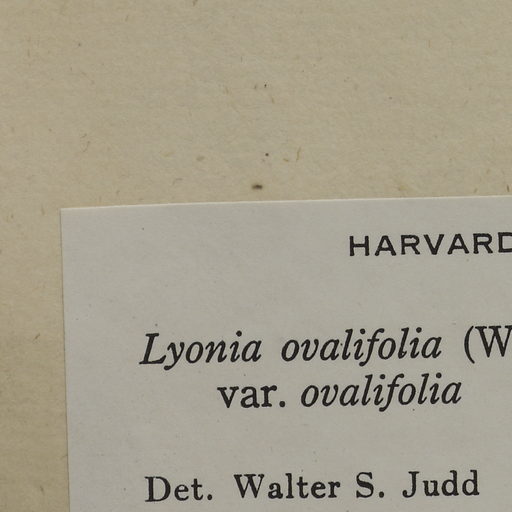 HARVARD
Lyonia ovalifolia (W
var. ovalifolia
Det. Walter S. Judd